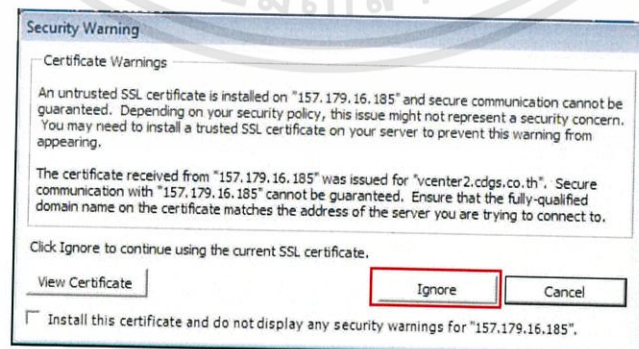 Security Warning
Certificate Warnings
An untrusted SSL certificate is installed on "157.179.16.185" and secure communication cannot be
guaranteed. Depending on your security policy, this issue might not represent a security concern.
You may need to install a trusted SSL certificate on your server to prevent this warning from
appearing.
The certificate received from "157.179.16.185" was issued for "vcenter2.cdgs.co.th". Secure
communication with "157.179.16.185" cannot be guaranteed. Ensure that the fully-qualified
domain name on the certificate matches the address of the server you are trying to connect to.
Click Ignore to continue using the current SSL certificate.
View Certificate
Ignore
Cancel
Install this certificate and do not display any security warnings for "157.179.16.185".